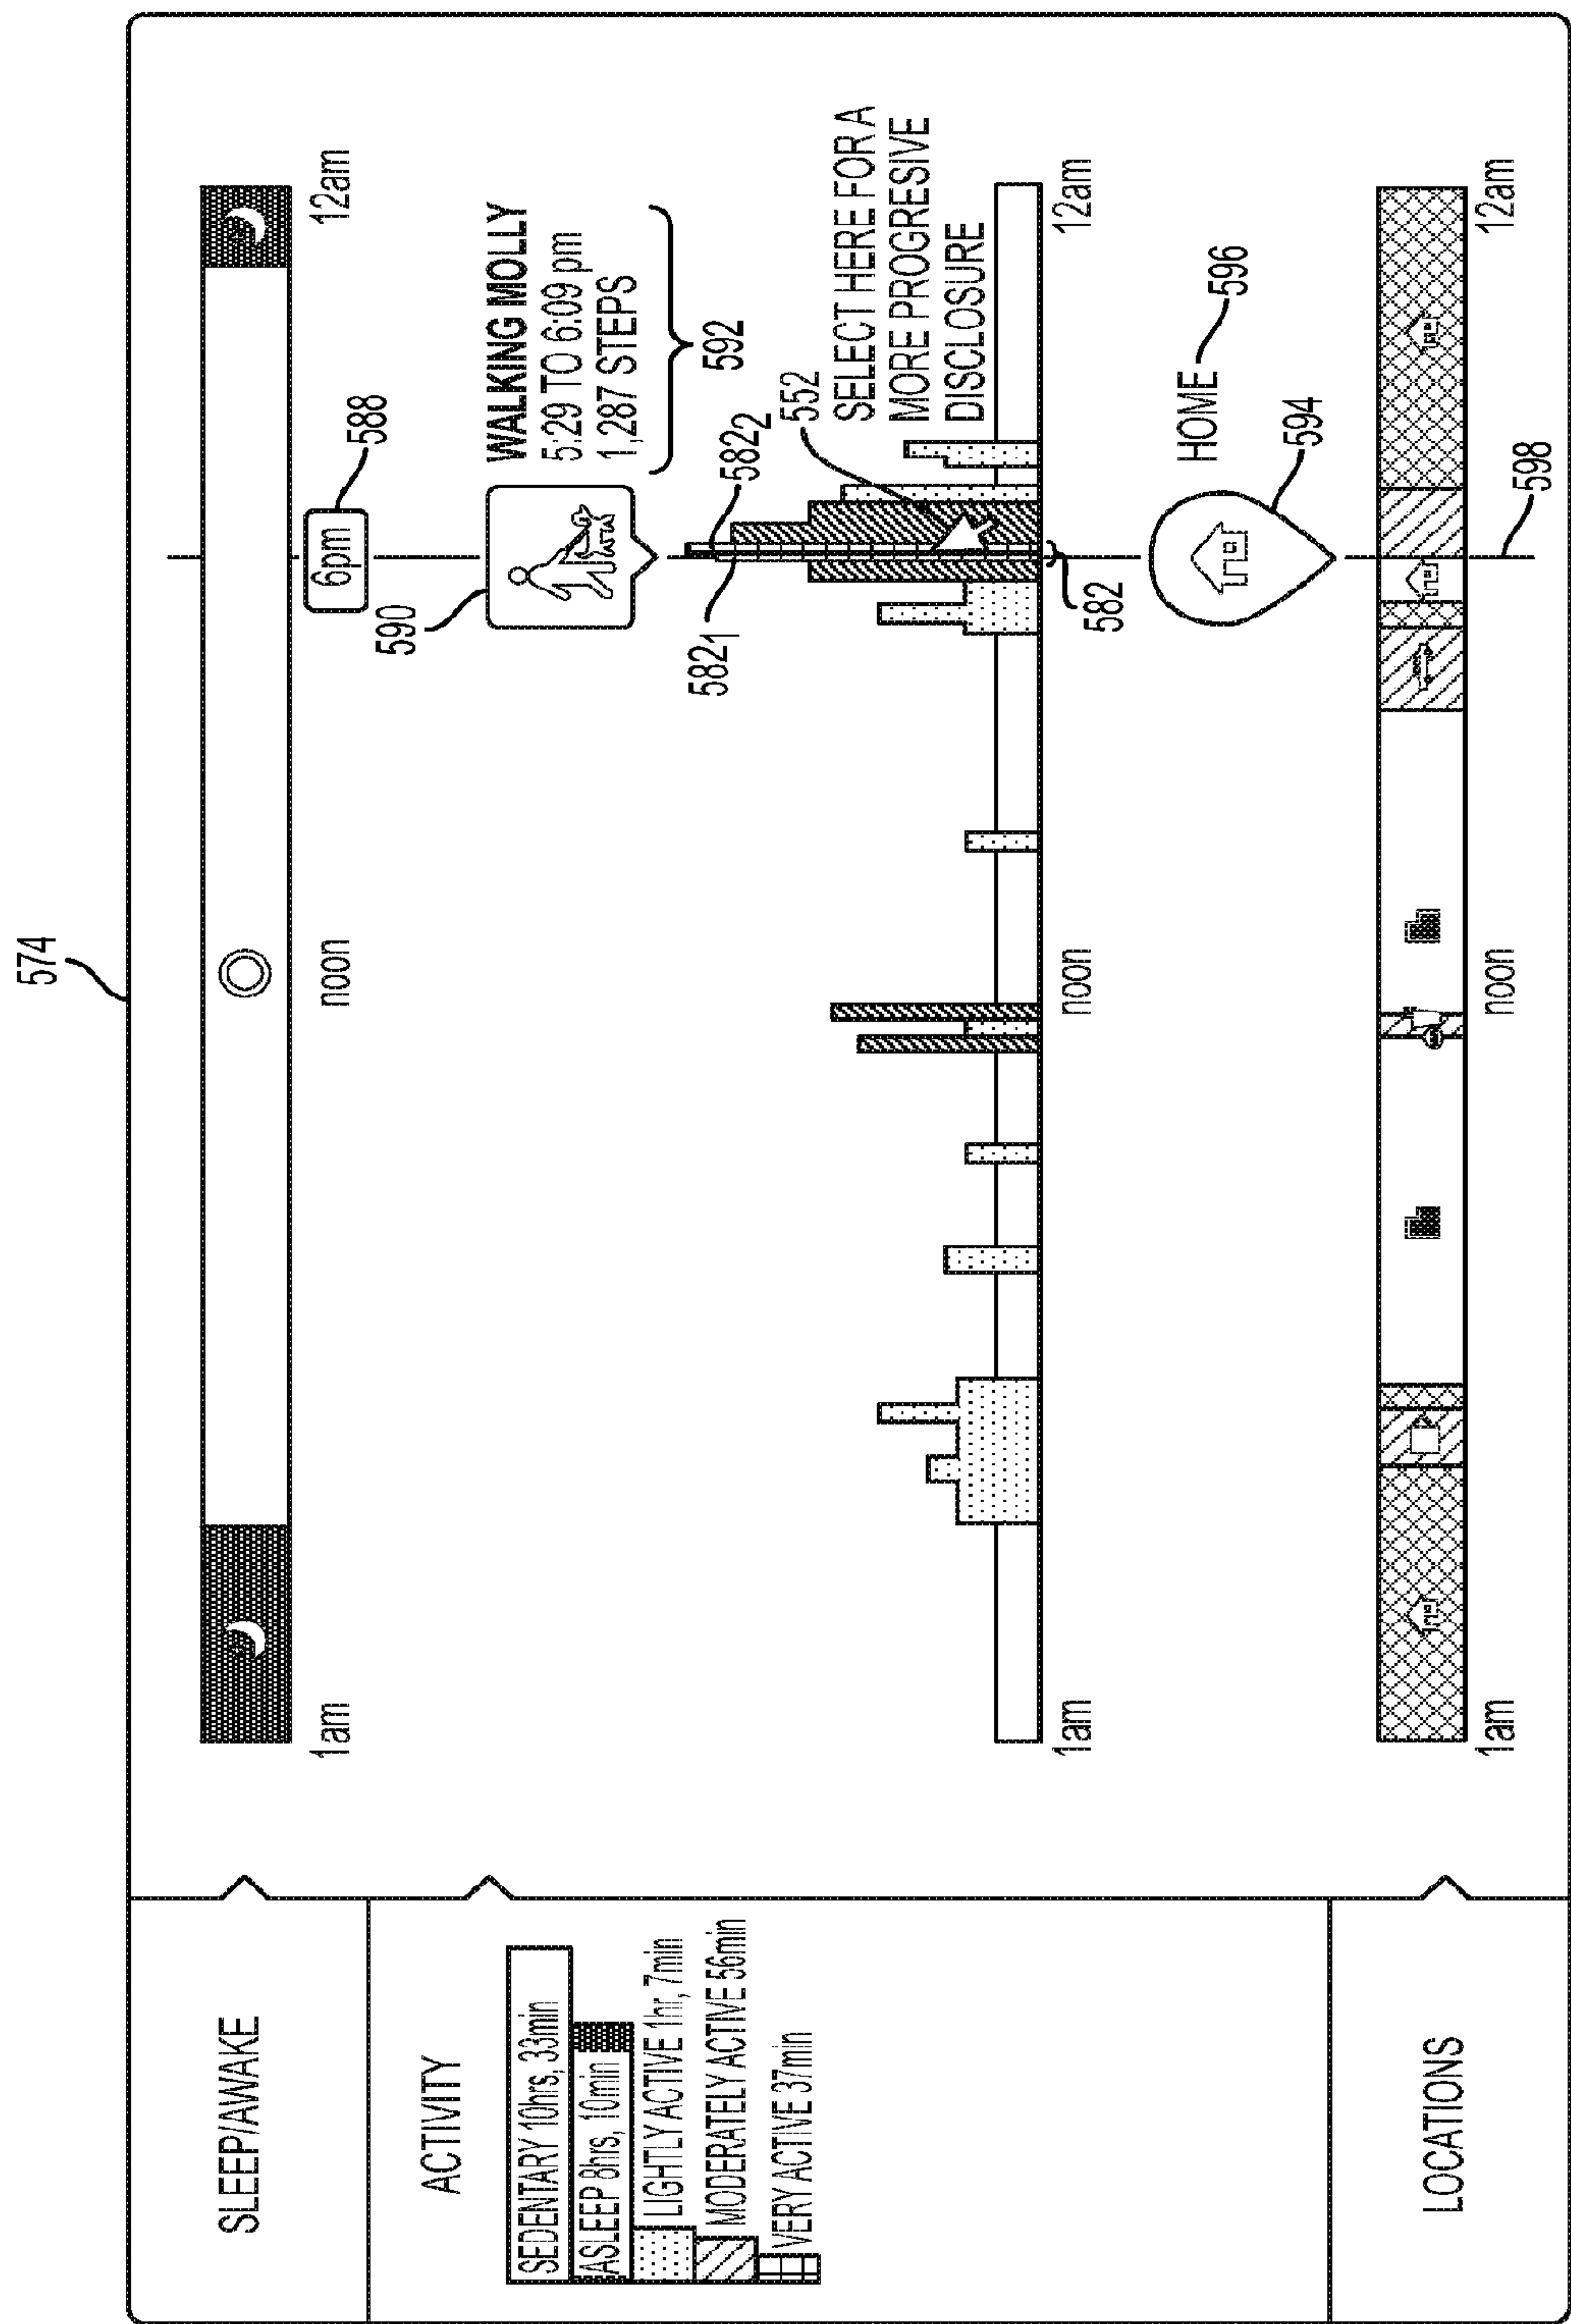 574
SLEEP/AWAKE
1am
noon
12am
6pm
588
ACTIVITY
SEDENTARY 10hrs, 33min
ASLEEP 8hrs, 10min
LIGHTLY ACTIVE 1hr, 7min
MODERATELY ACTIVE 56min
VERY ACTIVE 37min
590
WALKING MOLLY
5:29 TO 6:09 pm
1,287 STEPS
592
582₁
582₂
552
SELECT HERE FOR A
MORE PROGRESIVE
DISCLOSURE
1am
noon
582
12am
HOME
596
594
LOCATIONS
1am
noon
598
12am